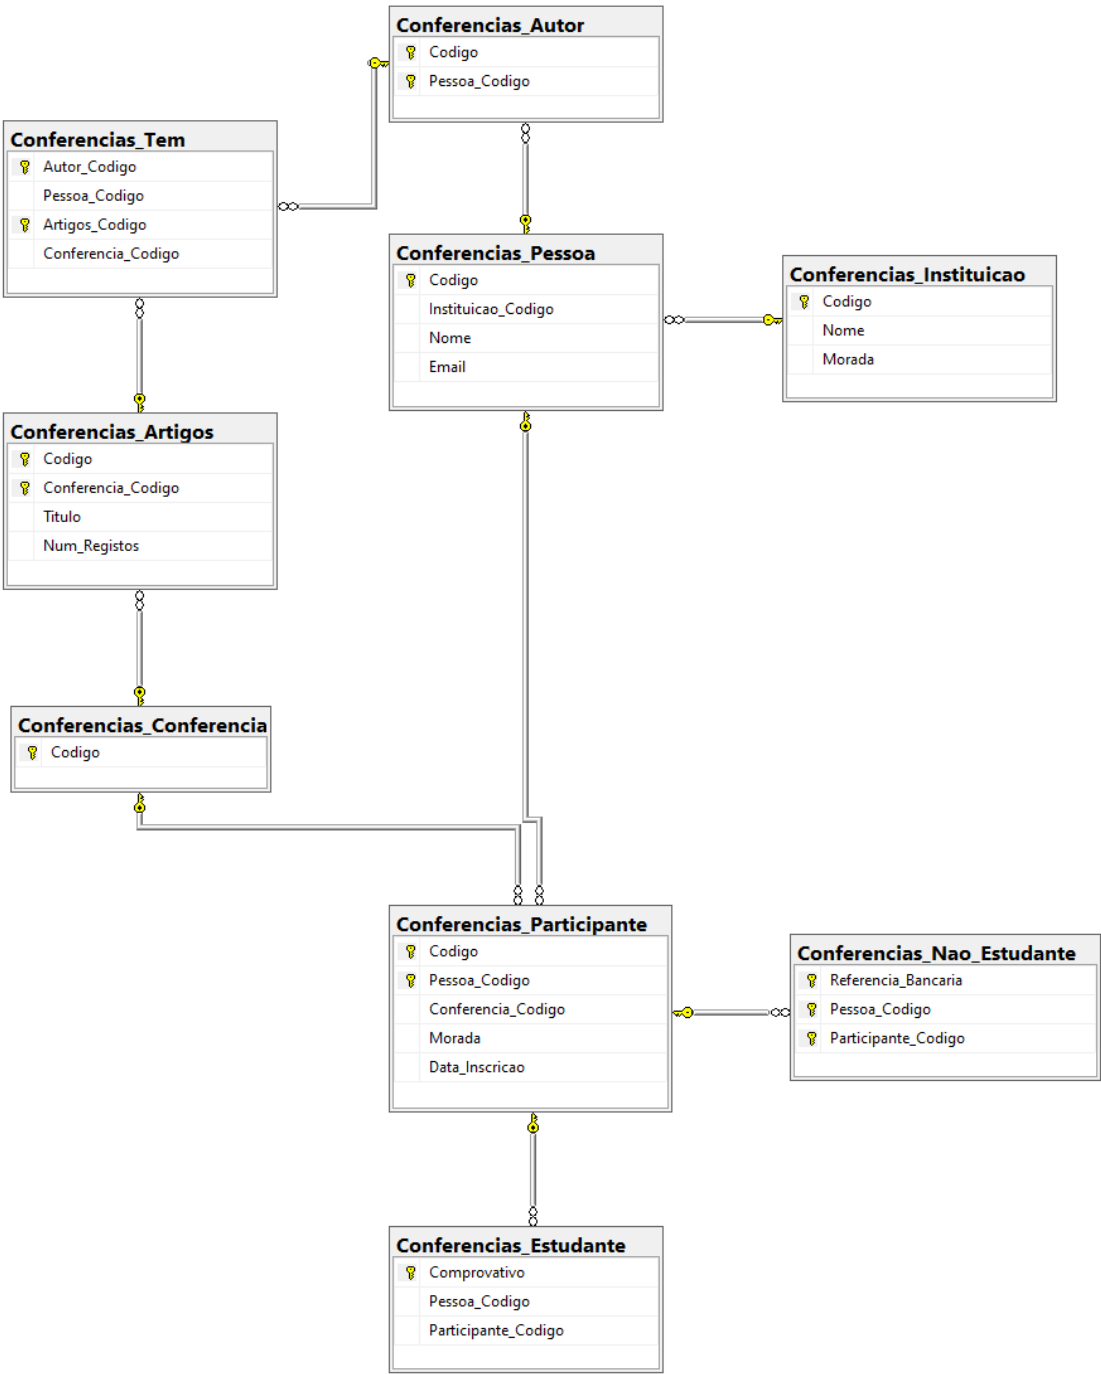 Conferencias_Autor
Codigo
Pessoa_Codigo
Conferencias_Tem
Autor_Codigo
Pessoa_Codigo
Artigos_Codigo
Conferencia_Codigo
Conferencias_Pessoa
Codigo
Instituicao_Codigo
Nome
Email
Conferencias_Instituicao
Codigo
Nome
Morada
Conferencias_Artigos
Codigo
Conferencia_Codigo
Titulo
Num_Registos
Conferencias_Conferencia
Codigo
Conferencias_Participante
Codigo
Pessoa_Codigo
Conferencia_Codigo
Morada
Data_Inscricao
Conferencias_Nao_Estudante
Referencia_Bancaria
Pessoa_Codigo
Participante_Codigo
Conferencias_Estudante
Comprovativo
Pessoa_Codigo
Participante_Codigo